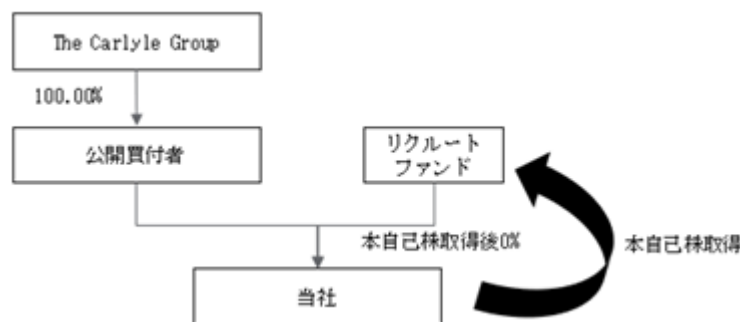 The Carlyle Group
100.00%
公開買付者
リクルート
ファンド
本自己株取得後0%
本自己株取得
当社